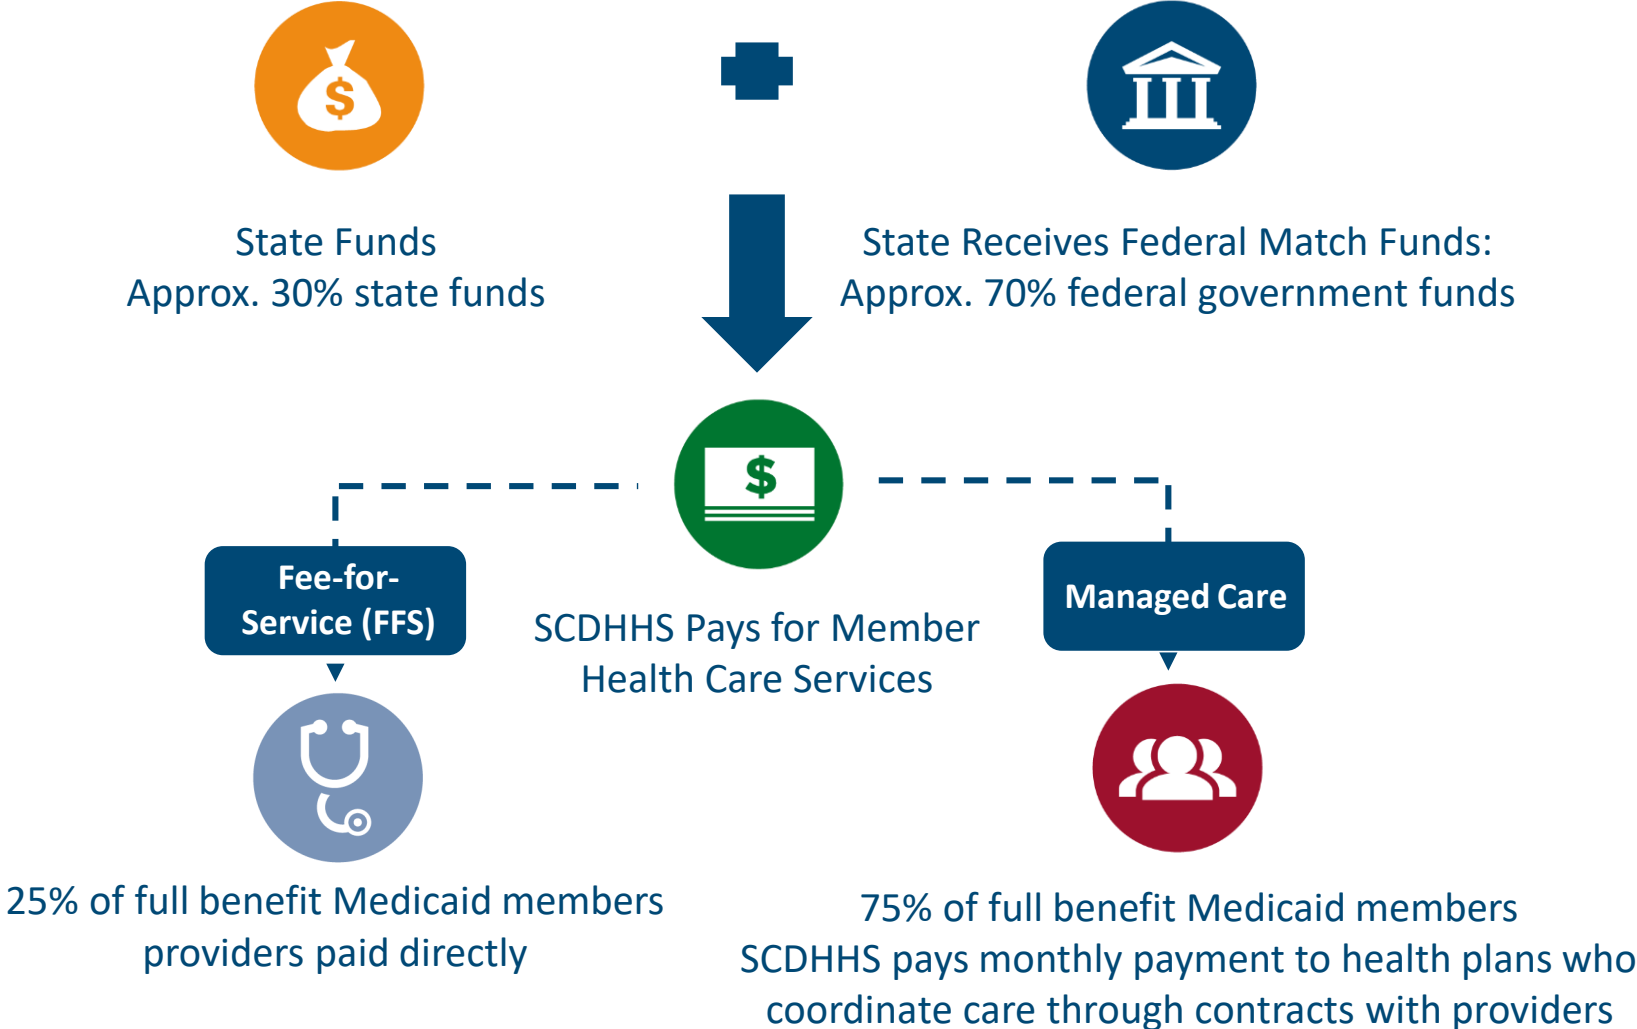 $
State Funds
Approx. 30% state funds
State Receives Federal Match Funds:
Approx. 70% federal government funds
$
Fee-for-
Service (FFS)
SCDHHS Pays for Member
Health Care Services
Managed Care
25% of full benefit Medicaid members
providers paid directly
75% of full benefit Medicaid members
SCDHHS pays monthly payment to health plans who
coordinate care through contracts with providers